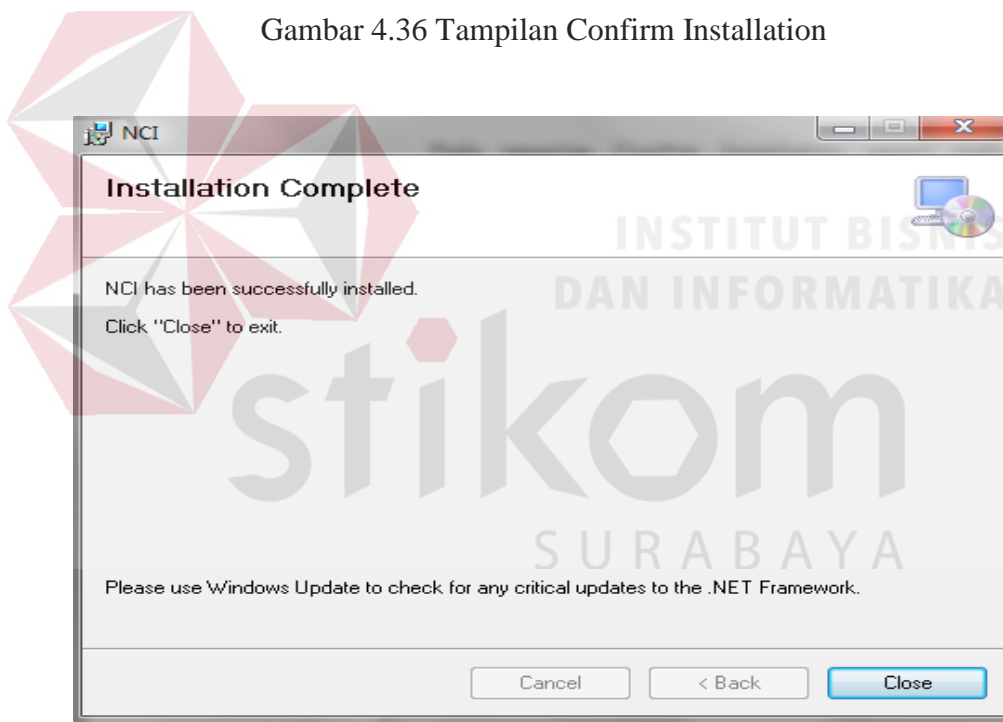 Gambar 4.36 Tampilan Confirm Installation
NCI
Installation Complete
INSTITUT BISNIS
DAN INFORMATIKA
NCI has been successfully installed.
Click "Close" to exit.
stikom
SURABAYA
Please use Windows Update to check for any critical updates to the .NET Framework.
Cancel
< Back
Close